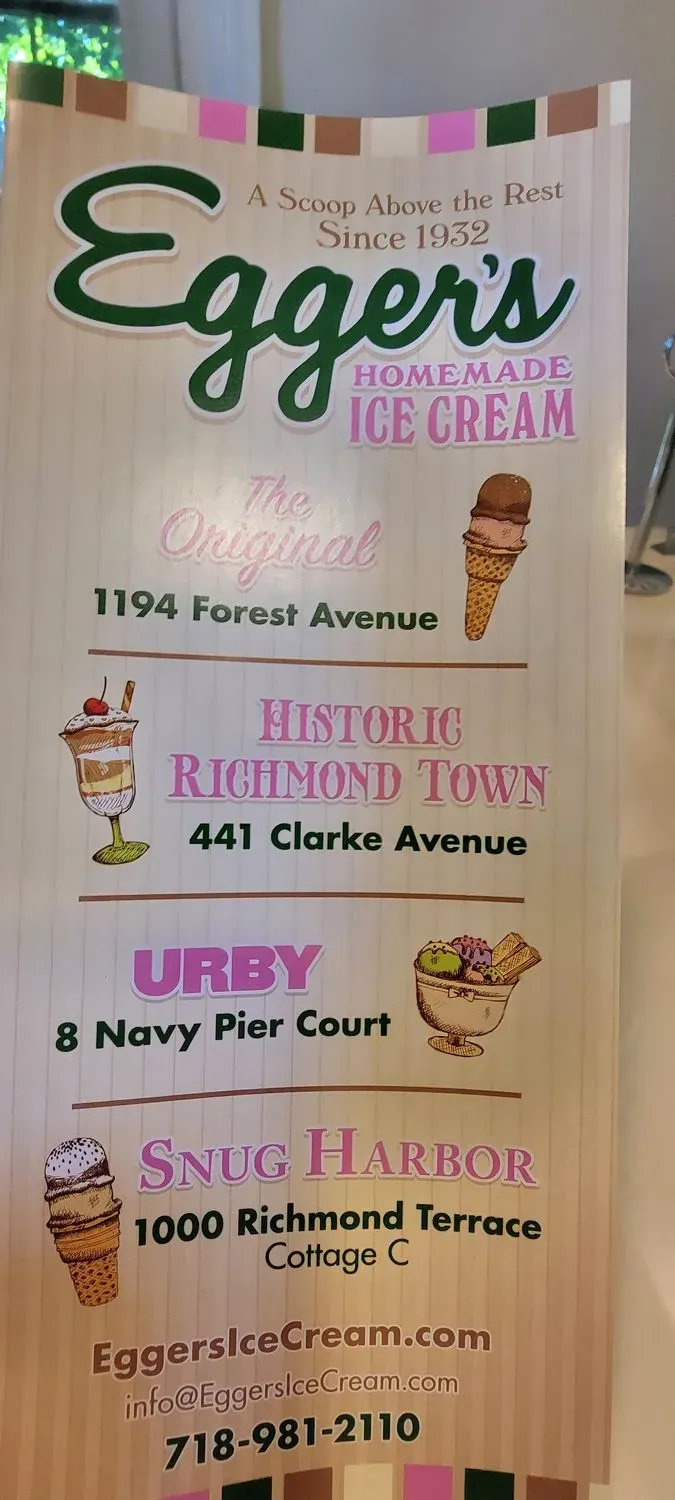 A Scoop Above the Rest
Since 1932
Egger's
HOMEMADE
ICE CREAM
The
Original
1194 Forest Avenue
HISTORIC
RICHMOND TOWN
441 Clarke Avenue
URBY
8 Navy Pier Court
SNUG HARBOR
1000 Richmond Terrace
Cottage C
EggersIceCream.com
info@EggersIceCream.com
718-981-2110